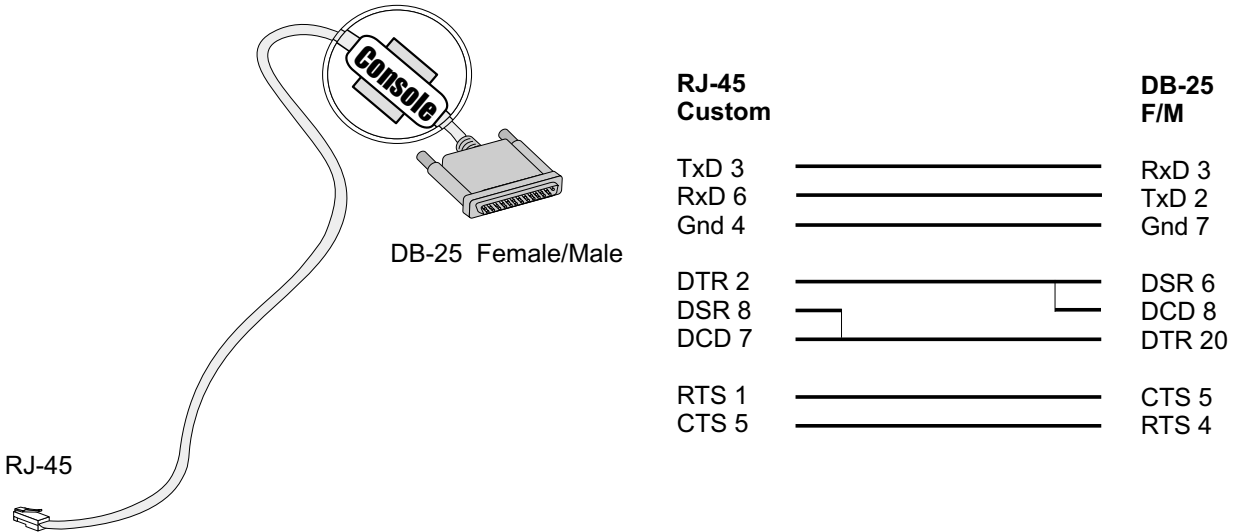 Console
DB-25 Female/Male
RJ-45
RJ-45 Custom
DB-25 F/M
TxD 3 RxD 3
RxD 6 TxD 2
Gnd 4 Gnd 7
DTR 2 DSR 6
DSR 8 DCD 8
DCD 7 DTR 20
RTS 1 CTS 5
CTS 5 RTS 4